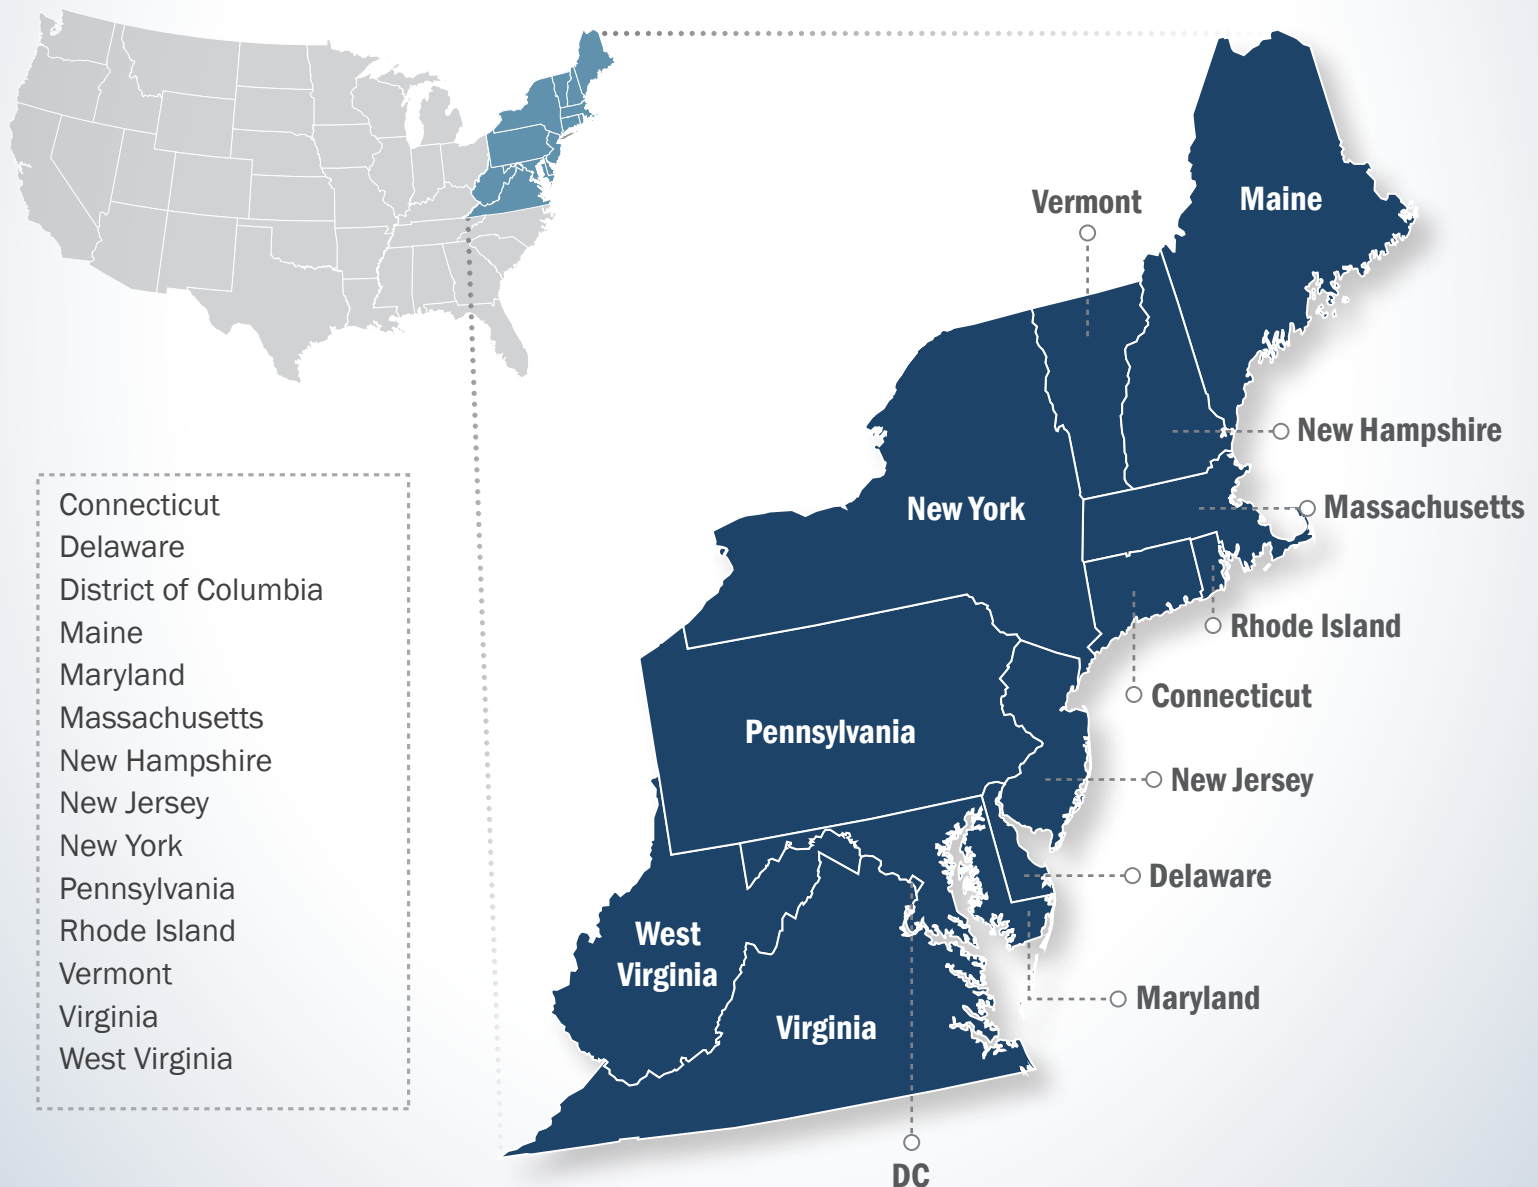 Vermont
Maine
New Hampshire
New York
Massachusetts
Rhode Island
Connecticut
Pennsylvania
New Jersey
Delaware
West
Virginia
Maryland
Virginia
DC
Connecticut
Delaware
District of Columbia
Maine
Maryland
Massachusetts
New Hampshire
New Jersey
New York
Pennsylvania
Rhode Island
Vermont
Virginia
West Virginia